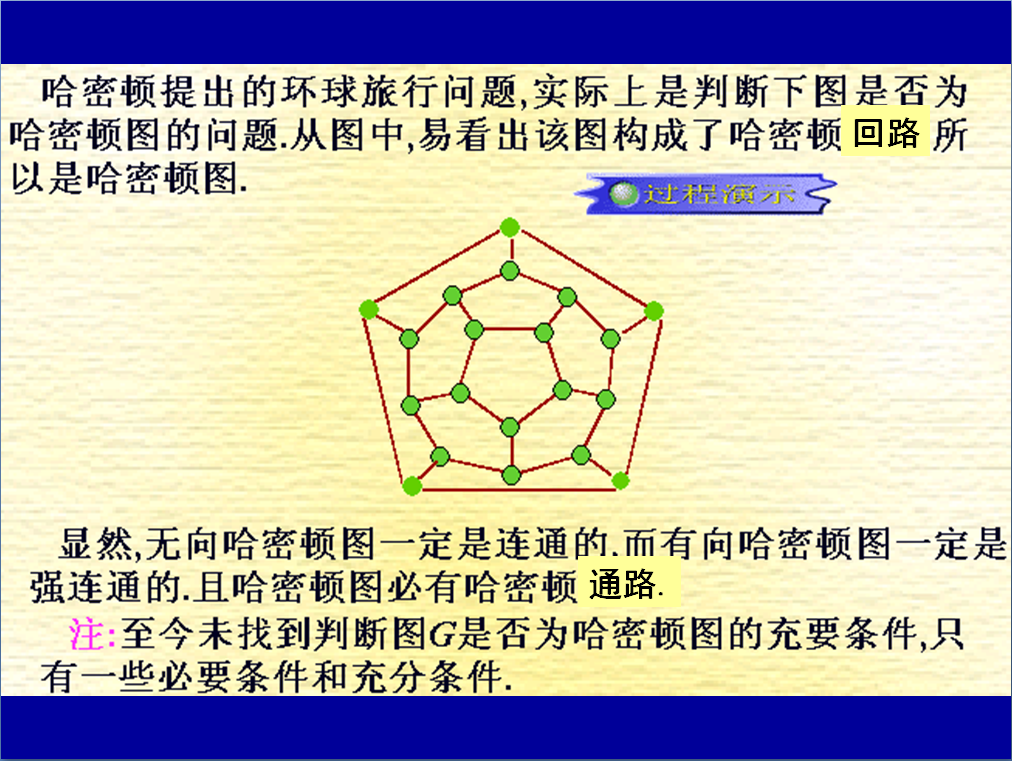 哈密顿提出的环球旅行问题,实际上是判断下图是否为
哈密顿图的问题.从图中,易看出该图构成了哈密顿回路所
以是哈密顿图.
过程演示
显然,无向哈密顿图一定是连通的,而有向哈密顿图一定是
强连通的.且哈密顿图必有哈密顿通路.
注:至今未找到判断图G是否为哈密顿图的充要条件,只
有一些必要条件和充分条件.